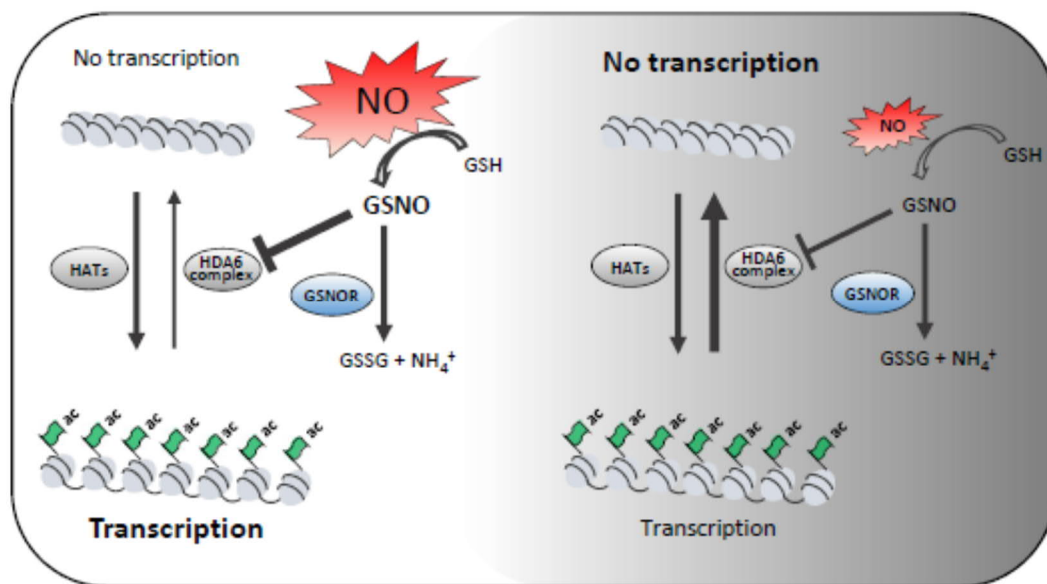 No transcription
NO
GSH
GSNO
HATs
HDA6
complex
GSNOR
GSSG + NH₄⁺
ac ac ac ac ac ac ac
Transcription
No transcription
NO
GSH
GSNO
HATs
HDA6
complex
GSNOR
GSSG + NH₄⁺
ac ac ac ac ac ac ac
Transcription